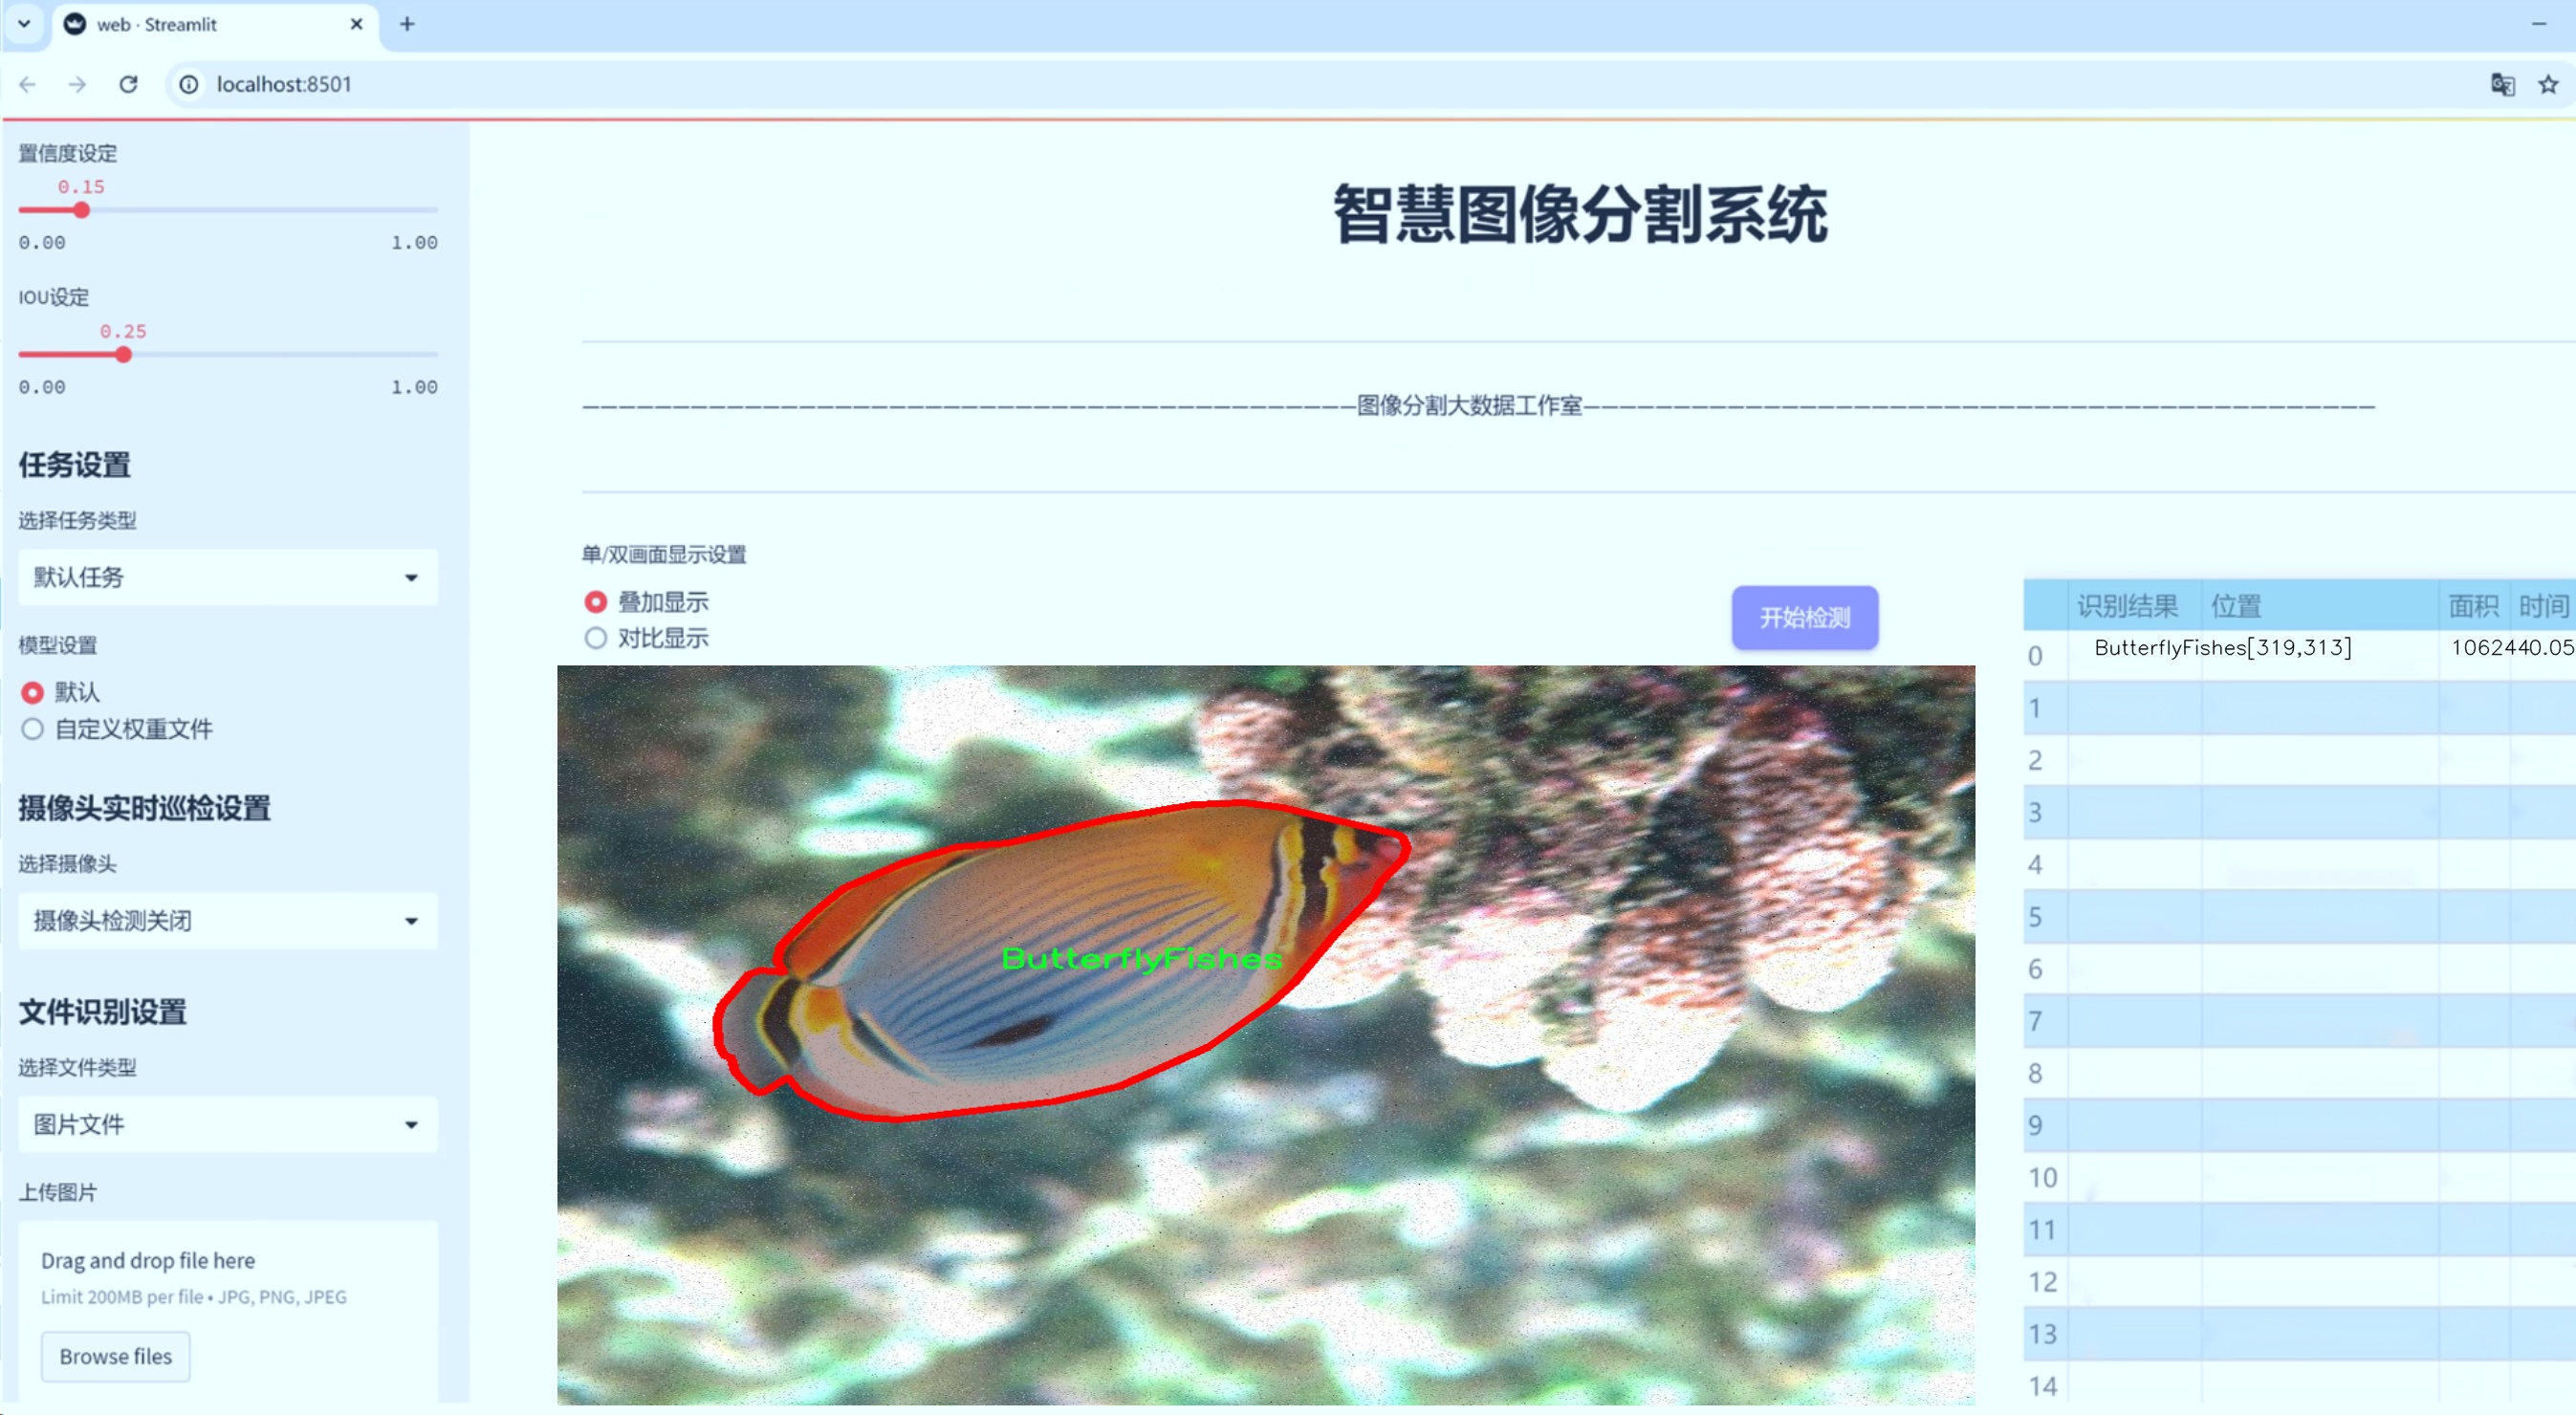 web · Streamlit
localhost:8501
置信度设定
0.15
0.00 1.00
IOU设定
0.25
0.00 1.00
任务设置
选择任务类型
默认任务
模型设置
默认
自定义权重文件
摄像头实时巡检设置
选择摄像头
摄像头检测关闭
文件识别设置
选择文件类型
图片文件
上传图片
Drag and drop file here
Limit 200MB per file • JPG, PNG, JPEG
Browse files
智慧图像分割系统
图像分割大数据工作室
单/双画面显示设置
叠加显示
对比显示
开始检测
ButterflyFishes
识别结果 位置 面积 时间
0 ButterflyFishes[319,313] 1062440.05
1
2
3
4
5
6
7
8
9
10
11
12
13
14